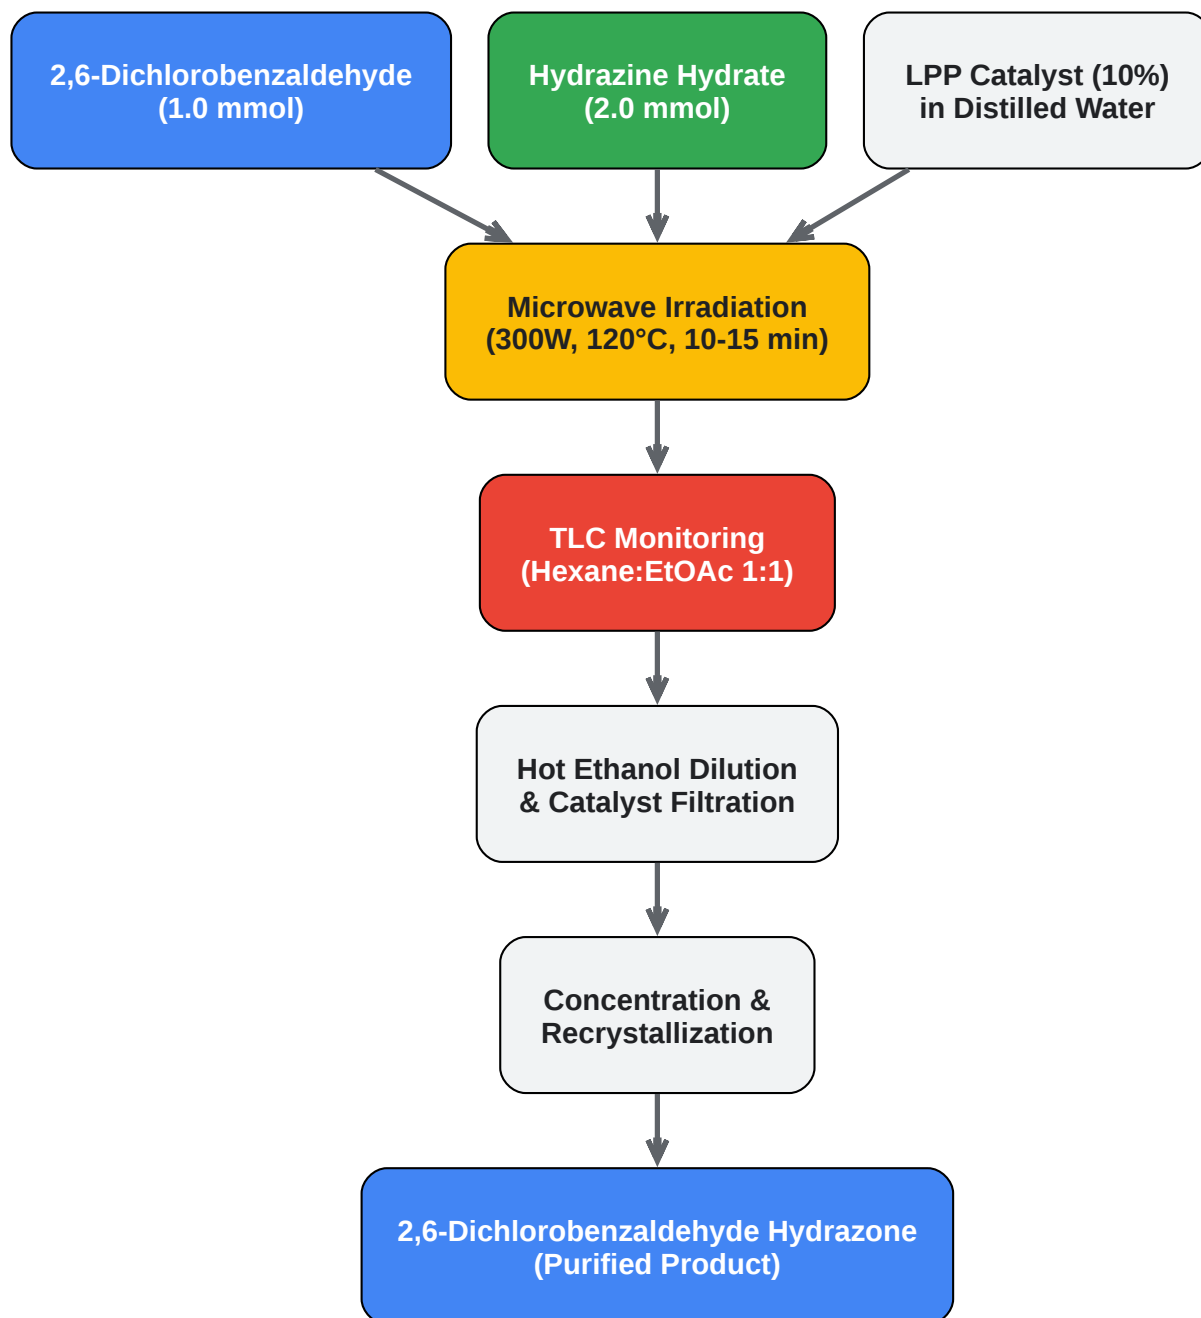 2,6-Dichlorobenzaldehyde
(1.0 mmol)
Hydrazine Hydrate
(2.0 mmol)
LPP Catalyst (10%)
in Distilled Water
Microwave Irradiation
(300W, 120°C, 10-15 min)
TLC Monitoring
(Hexane:EtOAc 1:1)
Hot Ethanol Dilution
& Catalyst Filtration
Concentration &
Recrystallization
2,6-Dichlorobenzaldehyde Hydrazone
(Purified Product)